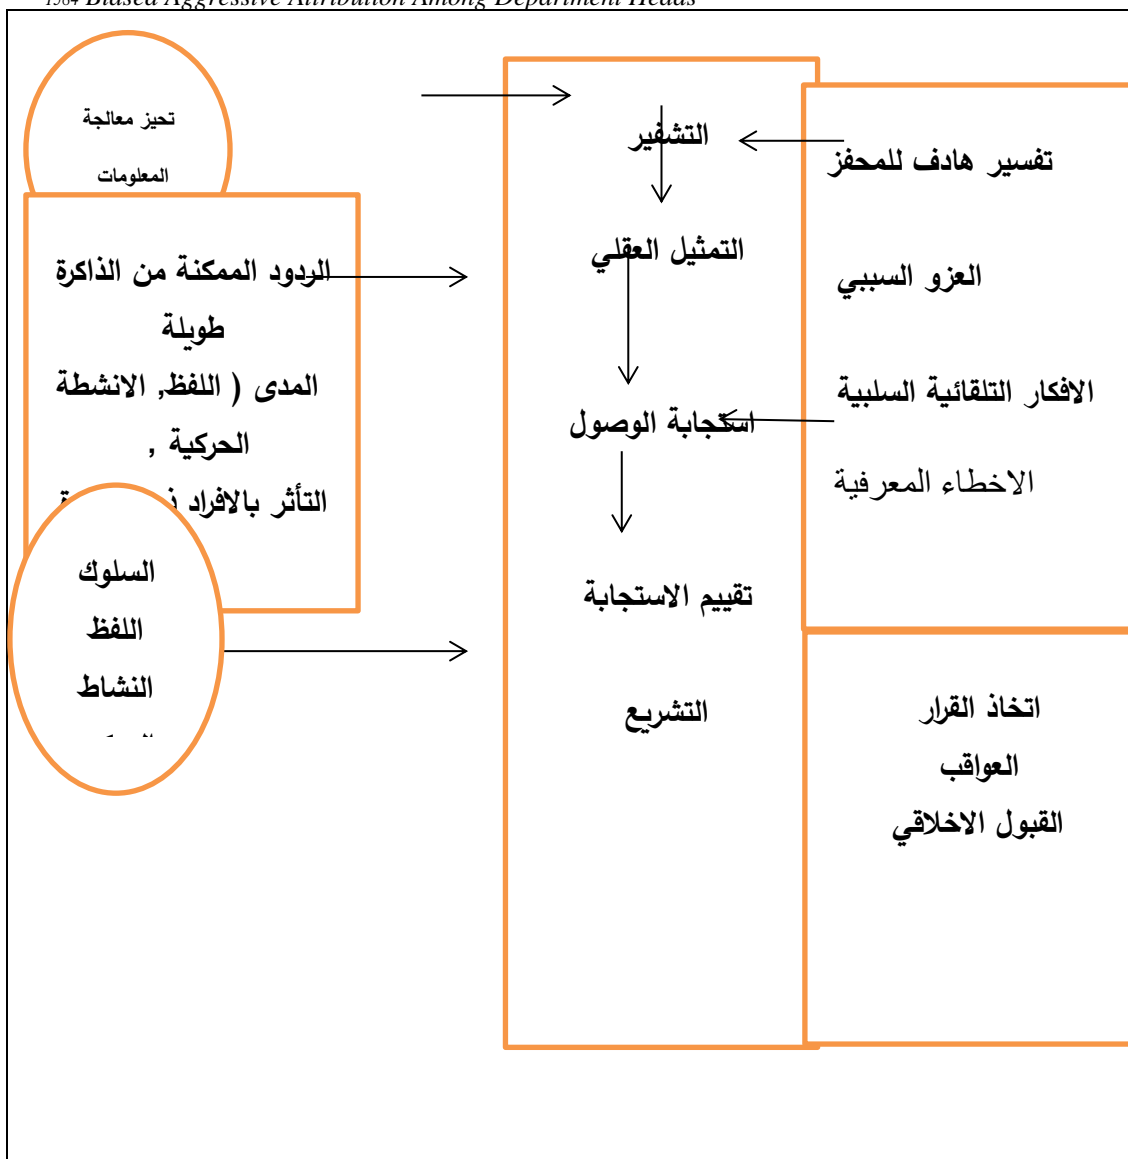 1564 Biased Aggressive Attribution Among Department Heads
تحيز معالجة
المعلومات
الردود الممكنة من الذاكرة
طويلة
المدى ( اللفظ, الانشطة
الحركية ,
التأثر بالافراد
السلوك
اللفظ
النشاط
التشفير
التمثيل العقلي
استجابة الوصول
تقييم الاستجابة
التشريع
تفسير هادف للمحفز
العزو السببي
الافكار التلقائية السلبية
الاخطاء المعرفية
اتخاذ القرار
العواقب
القبول الاخلاقي